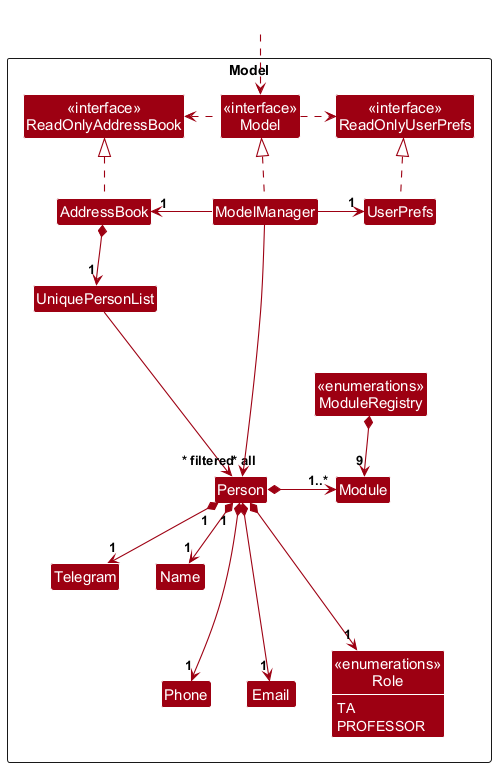 Model
«interface»
ReadOnlyAddressBook
«interface»
Model
«interface»
ReadOnlyUserPrefs
AddressBook
1
ModelManager
1
UserPrefs
1
UniquePersonList
«enumerations»
ModuleRegistry
* filtered
* all
9
Person
1..*
Module
1
1
1
1
Telegram
Name
1
1
1
Phone
Email
«enumerations»
Role
TA
PROFESSOR